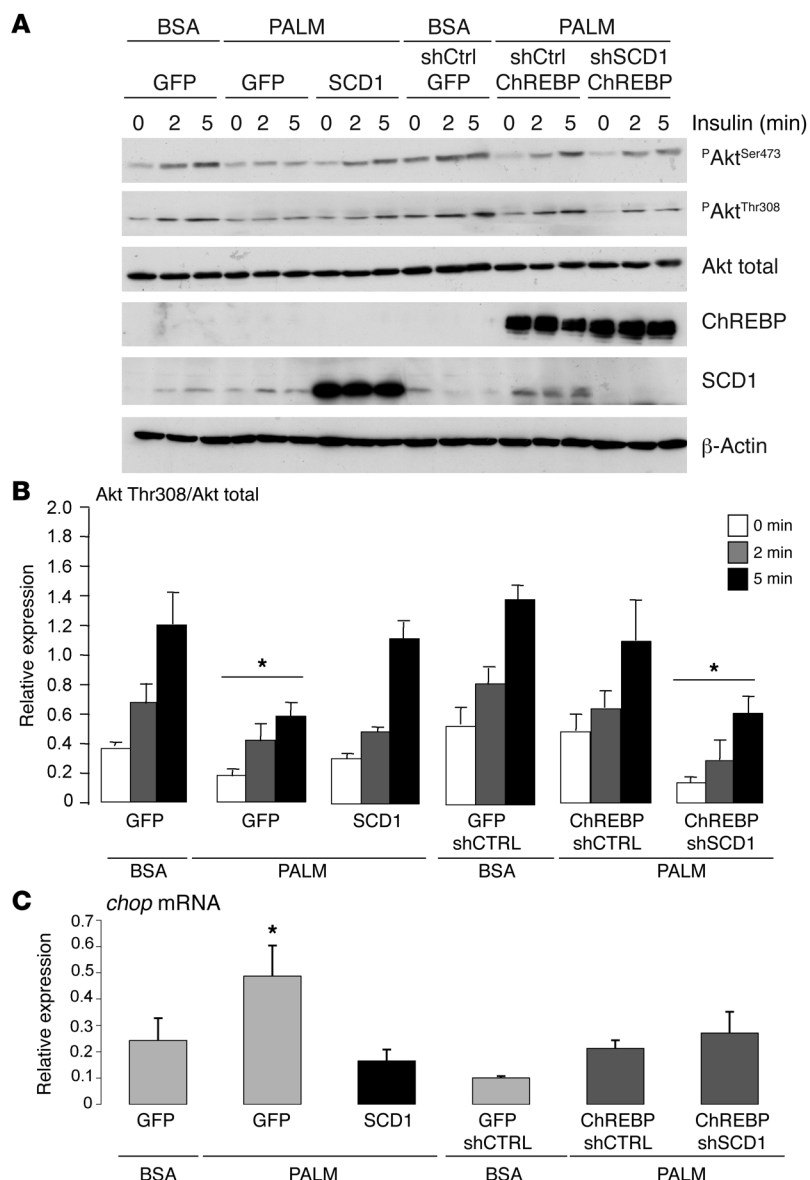 A
BSA PALM BSA PALM
shCtrl shCtrl shSCD1
GFP GFP SCD1 GFP ChREBP ChREBP
0 2 5 0 2 5 0 2 5 0 2 5 0 2 5 0 2 5 Insulin (min)
PAktSer473
PAktThr308
Akt total
ChREBP
SCD1
β-Actin
B
Akt Thr308/Akt total
2.0
1.8
1.6
1.4
1.2
1.0
0.8
0.6
0.4
0.2
0
Relative expression
0 min
2 min
5 min
*
*
GFP GFP SCD1 GFP ChREBP ChREBP
shCTRL shCTRL shSCD1
BSA PALM BSA PALM
C
chop mRNA
0.7
0.6
0.5
0.4
0.3
0.2
0.1
0
Relative expression
*
GFP GFP SCD1 GFP ChREBP ChREBP
shCTRL shCTRL shSCD1
BSA PALM BSA PALM